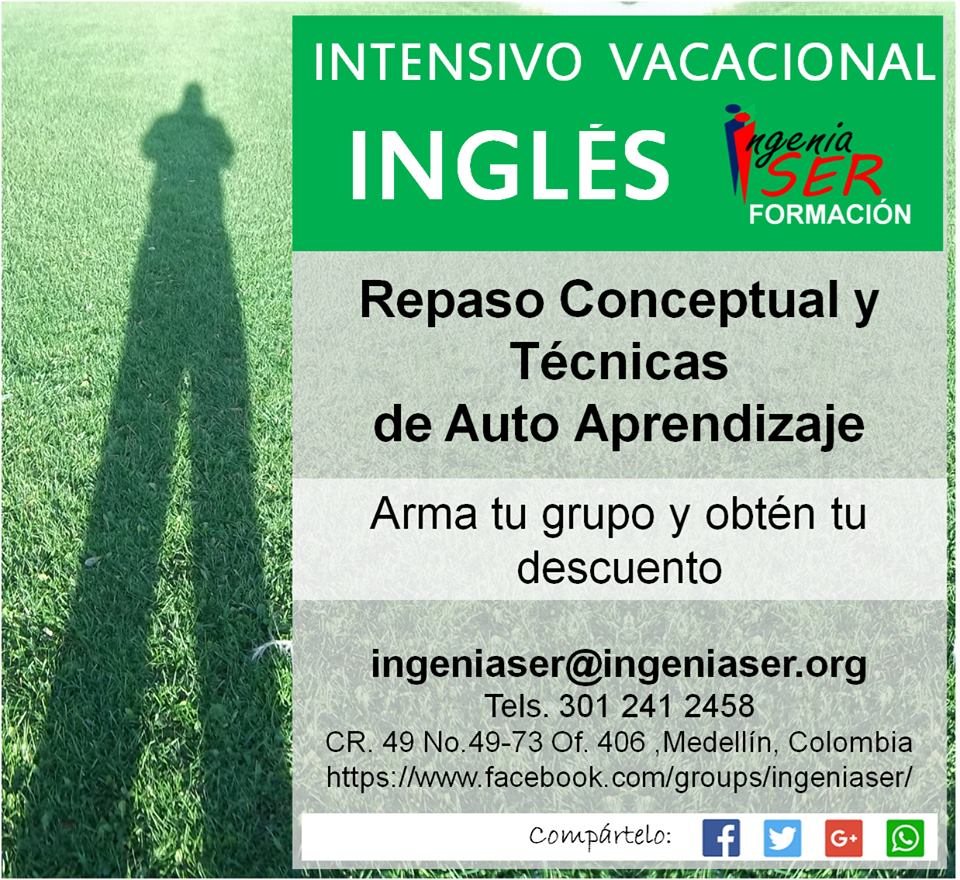 INTENSIVO VACACIONAL
INGLÉS
ingenia
SER
FORMACIÓN
Repaso Conceptual y
Técnicas
de Auto Aprendizaje
Arma tu grupo y obtén tu
descuento
ingeniaser@ingeniaser.org
Tels. 301 241 2458
CR. 49 No.49-73 Of. 406 ,Medellín, Colombia
https://www.facebook.com/groups/ingeniaser/
Compártelo: f G+